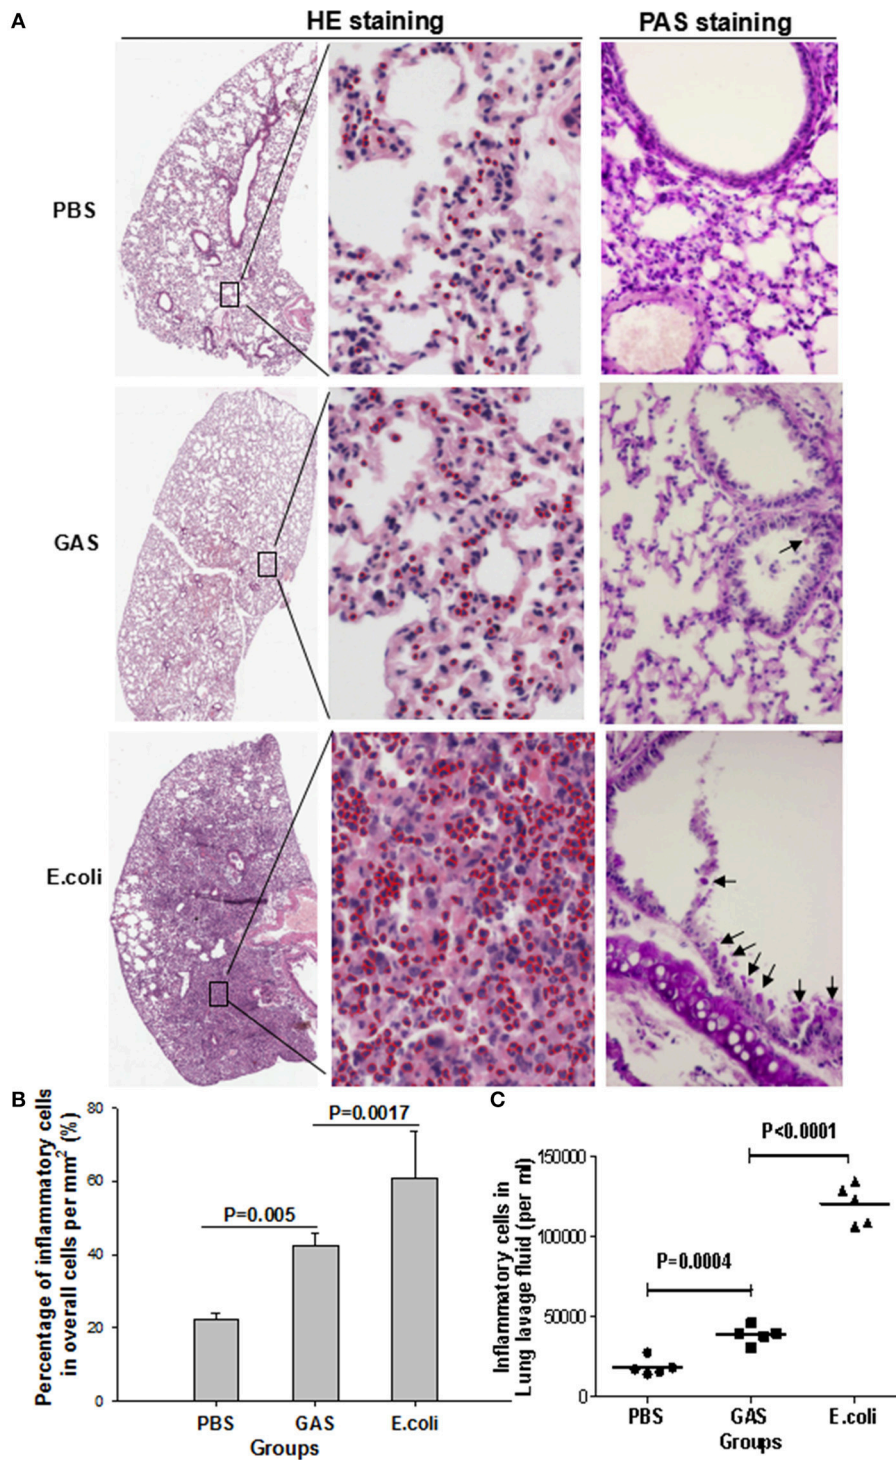 A
HE staining
PAS staining
PBS
GAS
E.coli
B
Percentage of inflammatory cells
in overall cells per mm² (%)
80
60
40
20
0
P=0.0017
P=0.005
PBS
GAS
E.coli
Groups
C
Inflammatory cells in
Lung lavage fluid (per ml)
150000
100000
50000
0
P<0.0001
P=0.0004
PBS
GAS
E.coli
Groups